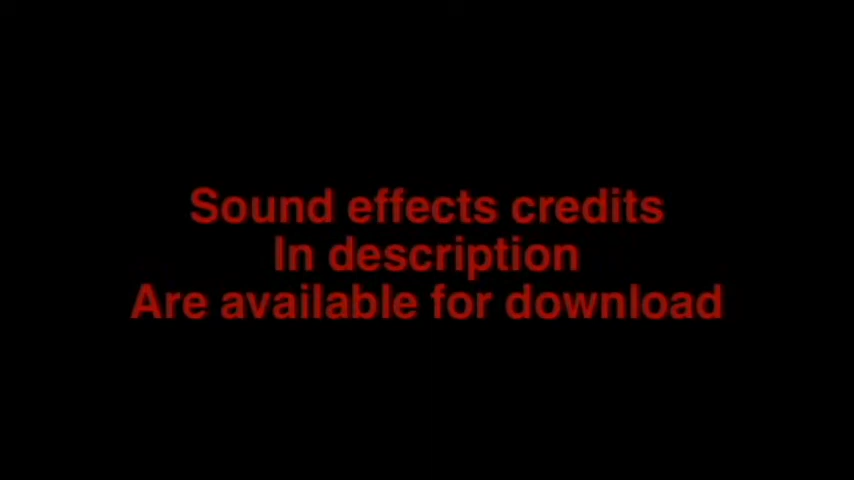 Sound effects credits
In description
Are available for download